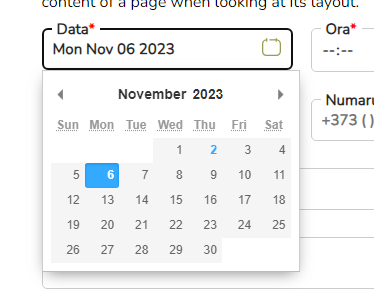 content of a page when looking at its layout.
Data*
Ora*
Mon Nov 06 2023
--:--
November 2023
Sun Mon Tue Wed Thu Fri Sat
1 2 3 4
5 6 7 8 9 10 11
12 13 14 15 16 17 18
19 20 21 22 23 24 25
26 27 28 29 30
Numaru
+373 ( )